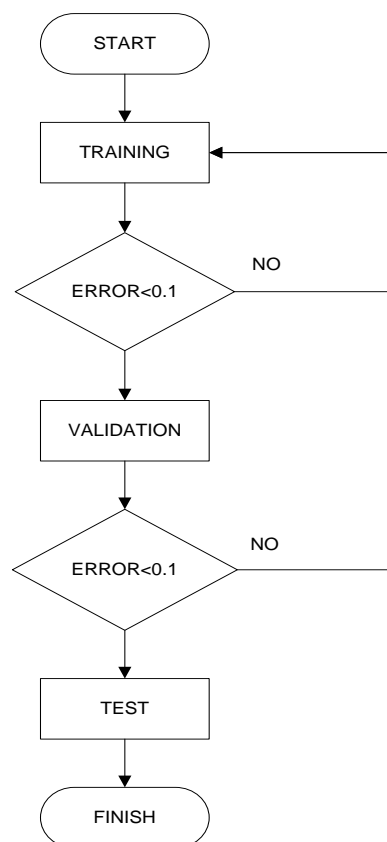 START
TRAINING
NO
ERROR<0.1
VALIDATION
NO
ERROR<0.1
TEST
FINISH